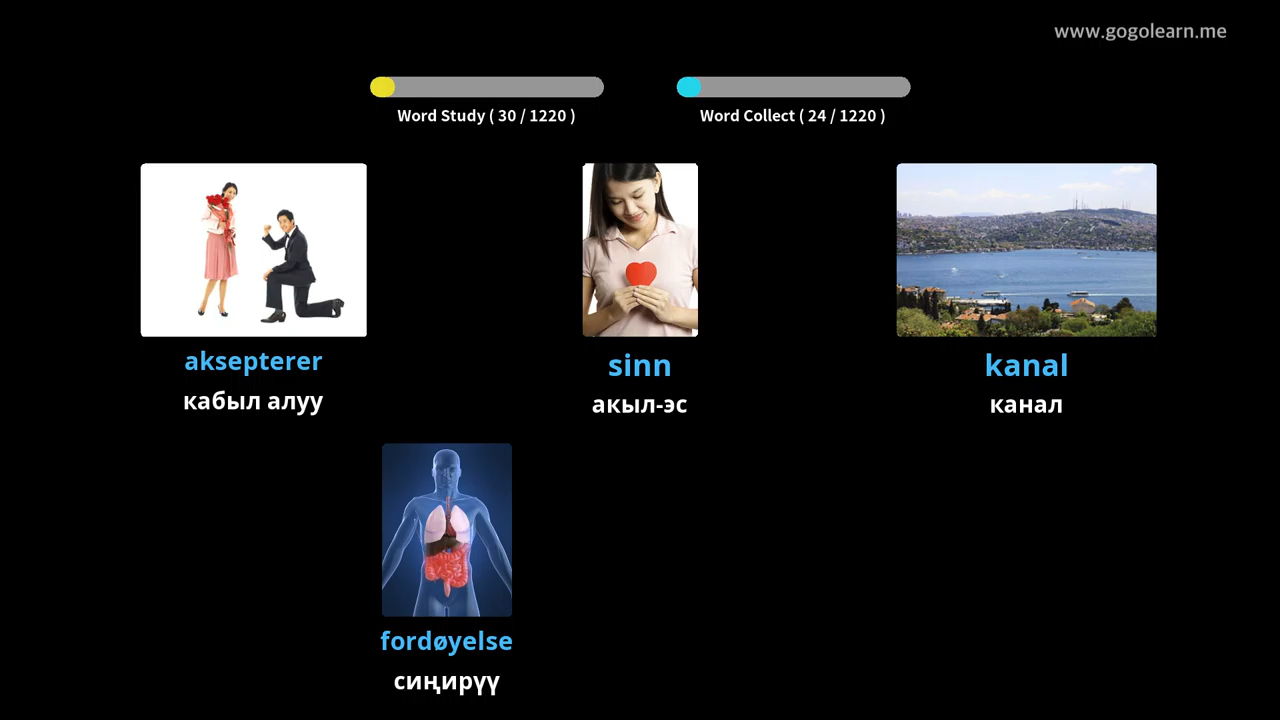 www.gogolearn.me
Word Study ( 30 / 1220 )
Word Collect ( 24 / 1220 )
aksepterer
кабыл алуу
sinn
акыл-эс
kanal
канал
fordøyelse
сиңирүү